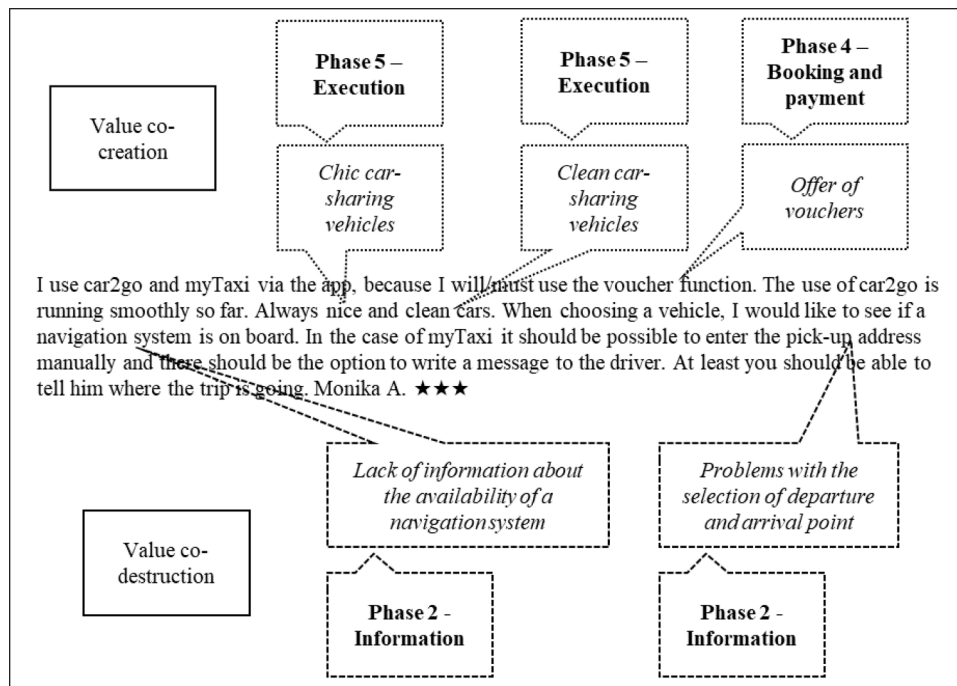 Phase 5 –
Execution
Phase 5 –
Execution
Phase 4 –
Booking and
payment
Value co-
creation
Chic car-
sharing
vehicles
Clean car-
sharing
vehicles
Offer of
vouchers
I use car2go and myTaxi via the app, because I will/must use the voucher function. The use of car2go is
running smoothly so far. Always nice and clean cars. When choosing a vehicle, I would like to see if a
navigation system is on board. In the case of myTaxi it should be possible to enter the pick-up address
manually and there should be the option to write a message to the driver. At least you should be able to
tell him where the trip is going. Monika A. ★★★
Lack of information about
the availability of a
navigation system
Problems with the
selection of departure
and arrival point
Value co-
destruction
Phase 2 -
Information
Phase 2 -
Information